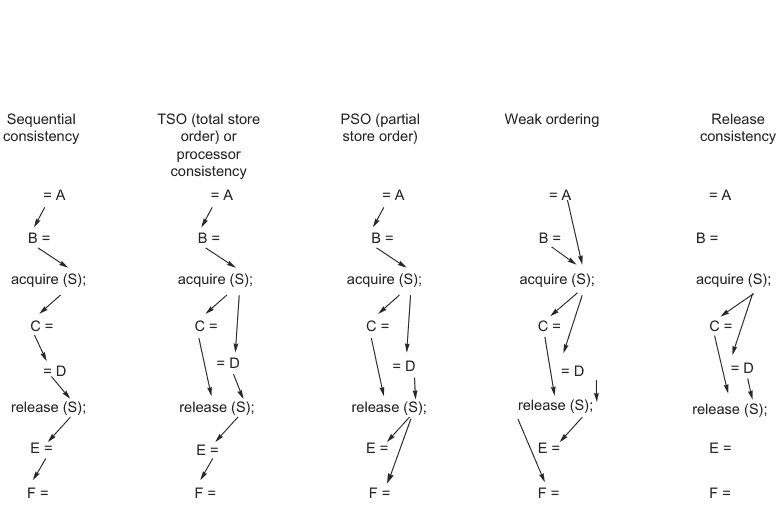 Sequential
consistency
= A
B =
acquire (S);
C =
= D
release (S);
E =
F =
TSO (total store
order) or
processor
consistency
= A
B =
acquire (S);
C =
= D
release (S);
E =
F =
PSO (partial
store order)
= A
B =
acquire (S);
C =
= D
release (S);
E =
F =
Weak ordering
= A
B =
acquire (S);
C =
= D
release (S);
E =
F =
Release
consistency
= A
B =
acquire (S);
C =
= D
release (S);
E =
F =